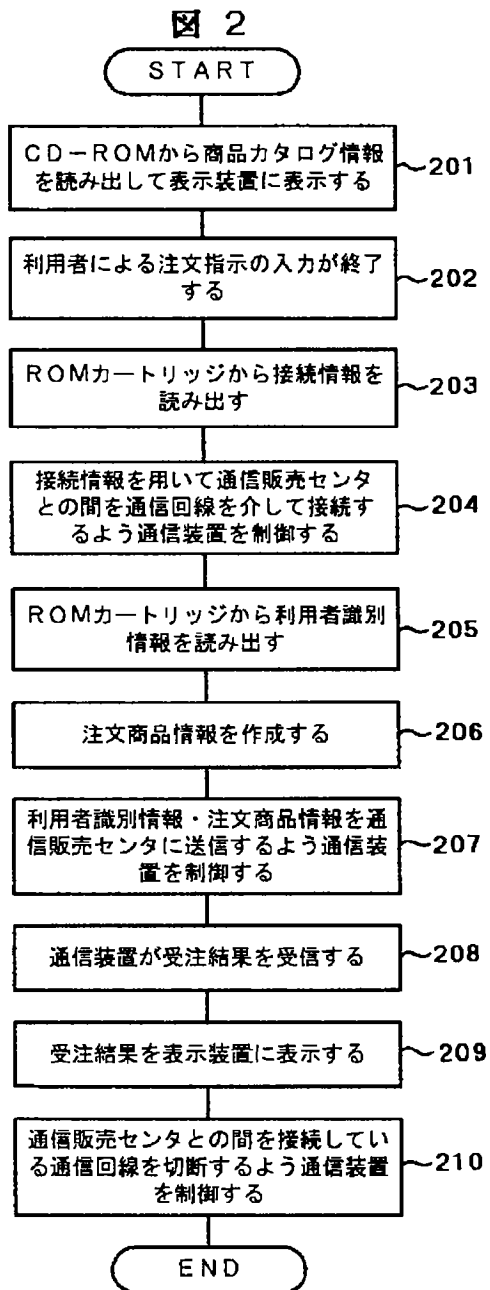 図 2
START
CD-ROMから商品カタログ情報
を読み出して表示装置に表示する
201
利用者による注文指示の入力が終了
する
202
ROMカートリッジから接続情報を
読み出す
203
接続情報を用いて通信販売センタ
との間を通信回線を介して接続す
るよう通信装置を制御する
204
ROMカートリッジから利用者識別
情報を読み出す
205
注文商品情報を作成する
206
利用者識別情報・注文商品情報を通
信販売センタに送信するよう通信装
置を制御する
207
通信装置が受注結果を受信する
208
受注結果を表示装置に表示する
209
通信販売センタとの間を接続してい
る通信回線を切断するよう通信装置
を制御する
210
END